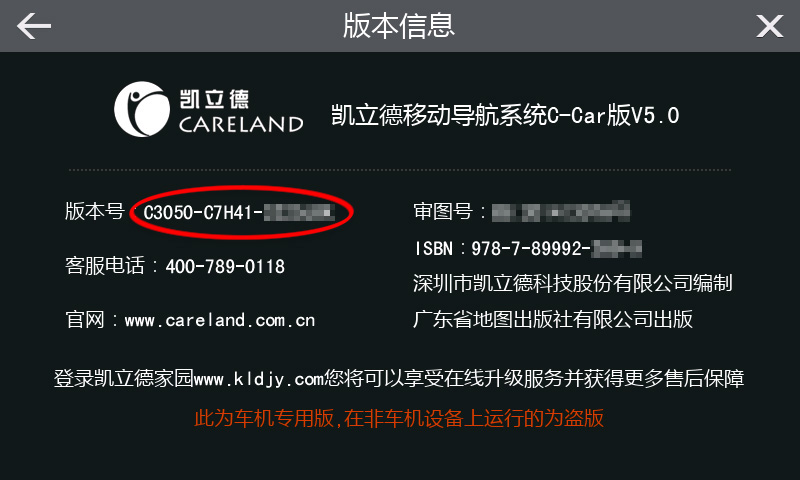 版本信息
凯立德
CARELAND
凯立德移动导航系统C-Car版V5.0
版本号：C3050-C7H41-
审图号：
客服电话：400-789-0118
ISBN：978-7-89992-
深圳市凯立德科技股份有限公司编制
官网：www.careland.com.cn
广东省地图出版社有限公司出版
登录凯立德家园www.kldjy.com您将可以享受在线升级服务并获得更多售后保障
此为车机专用版,在非车机设备上运行的为盗版